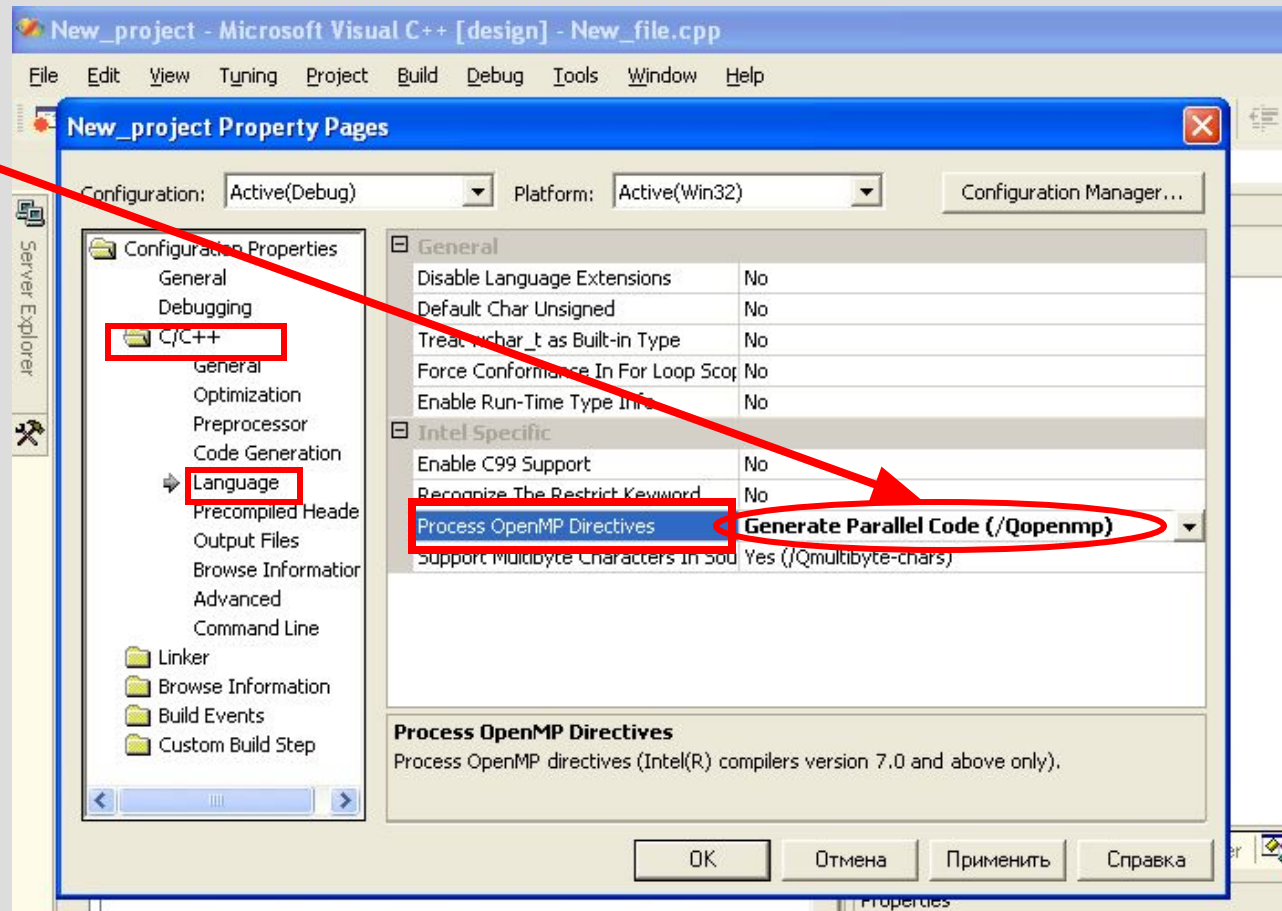 New_project - Microsoft Visual C++ [design] - New_file.cpp
File Edit View Tuning Project Build Debug Tools Window Help
New_project Property Pages
Configuration: Active(Debug) Platform: Active(Win32) Configuration Manager...
Server Explorer
Configuration Properties
General
Debugging
C/C++
General
Optimization
Preprocessor
Code Generation
Language
Precompiled Heade
Output Files
Browse Information
Advanced
Command Line
Linker
Browse Information
Build Events
Custom Build Step
General
Disable Language Extensions No
Default Char Unsigned No
Treat wchar_t as Built-in Type No
Force Conformance In For Loop Scop No
Enable Run-Time Type Info No
Intel Specific
Enable C99 Support No
Recognize The Restrict Keyword No
Process OpenMP Directives Generate Parallel Code (/Qopenmp)
Support Multibyte Characters In Sou Yes (/Qmultibyte-chars)
Process OpenMP Directives
Process OpenMP directives (Intel(R) compilers version 7.0 and above only).
OK Отмена Применить Справка
er
Properties